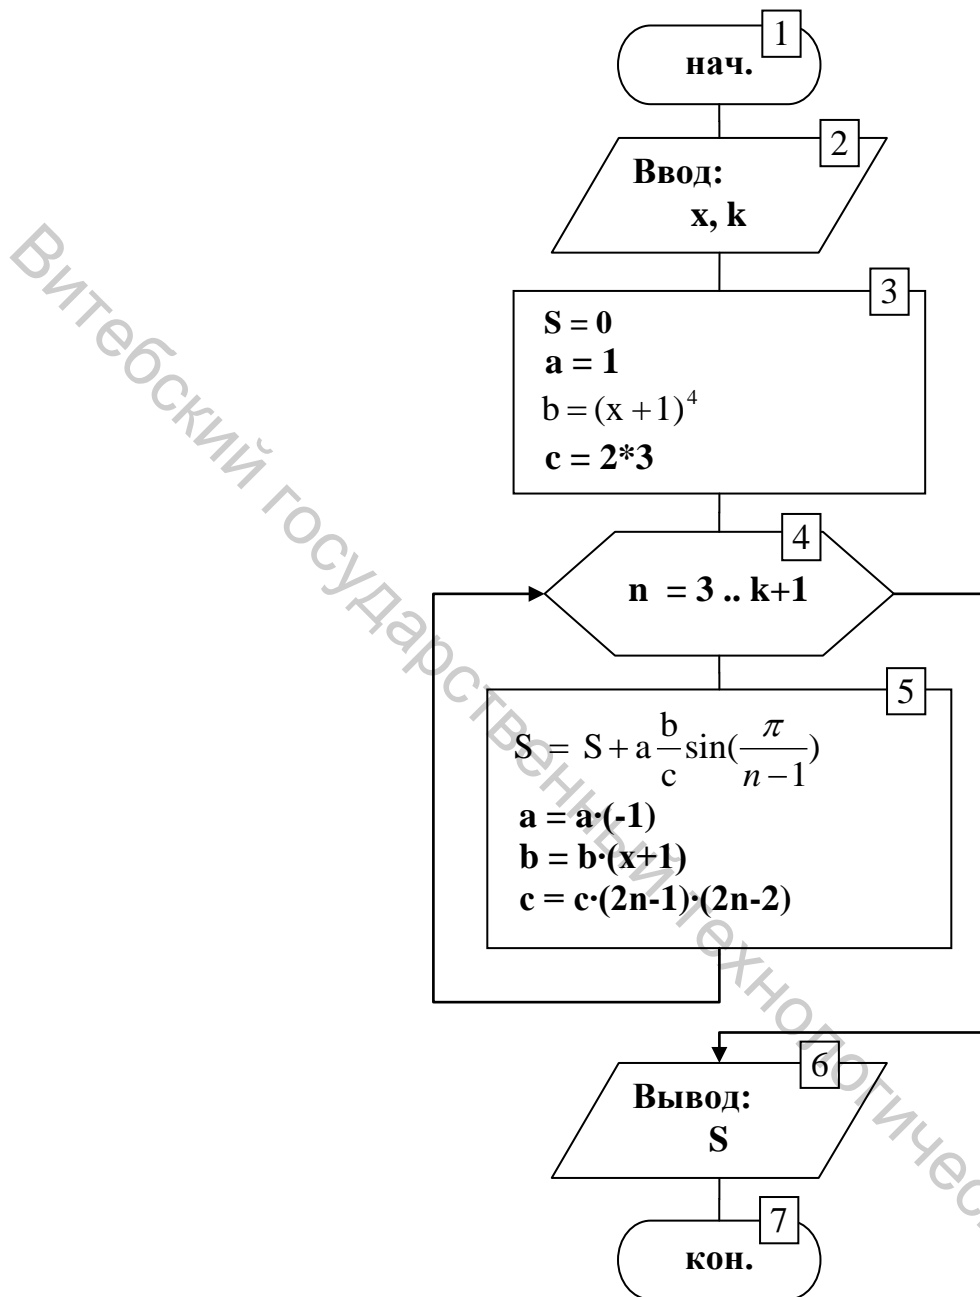 1
нач.
2
Ввод:
x, k
3
S = 0
a = 1
b = (x + 1)⁴
c = 2*3
4
n = 3 .. k+1
5
S = S + a b/c sin(π/(n−1))
a = a·(-1)
b = b·(x+1)
c = c·(2n-1)·(2n-2)
6
Вывод:
S
7
кон.
Витебский государственный технологичес